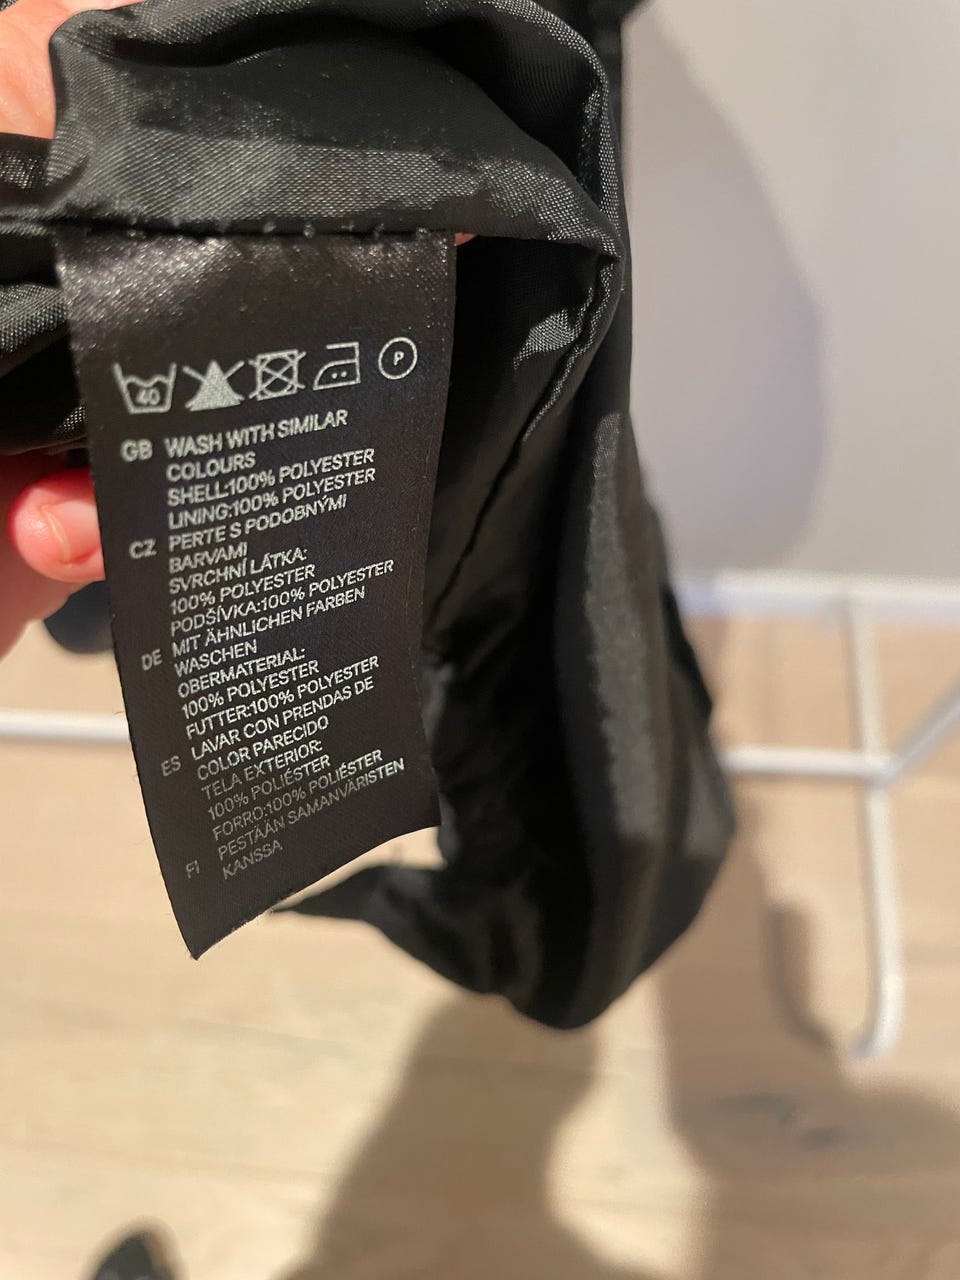 40 P
GB WASH WITH SIMILAR
COLOURS
SHELL:100% POLYESTER
LINING:100% POLYESTER
CZ PERTE S PODOBNÝMI
BARVAMI
SVRCHNÍ LÁTKA:
100% POLYESTER
PODŠÍVKA:100% POLYESTER
DE MIT ÄHNLICHEN FARBEN
WASCHEN
OBERMATERIAL:
100% POLYESTER
FUTTER:100% POLYESTER
ES LAVAR CON PRENDAS DE
COLOR PARECIDO
TELA EXTERIOR:
100% POLIÉSTER
FORRO:100% POLIÉSTER
FI PESTÄÄN SAMANVÄRISTEN
KANSSA